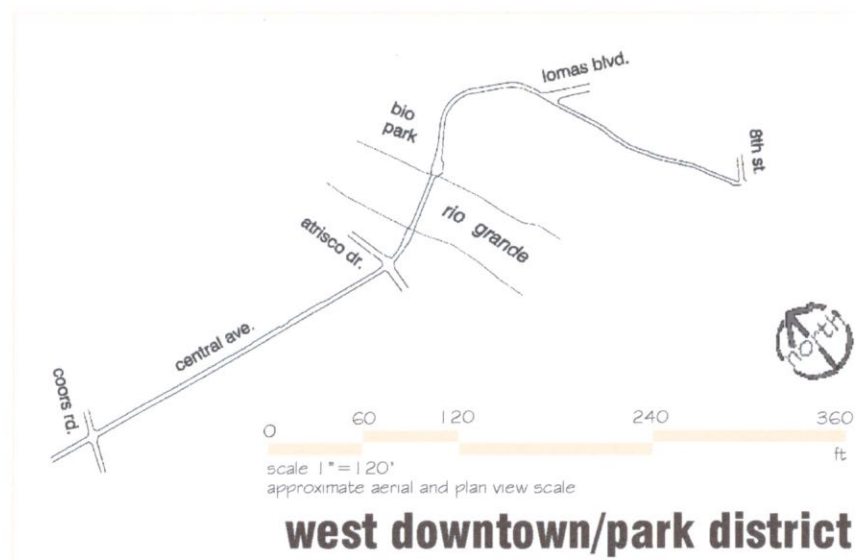 lomas blvd.
bio
park
8th st.
rio grande
atrisco dr.
central ave.
coors rd.
north
0 60 120 240 360
ft
scale 1"=120'
approximate aerial and plan view scale
west downtown/park district